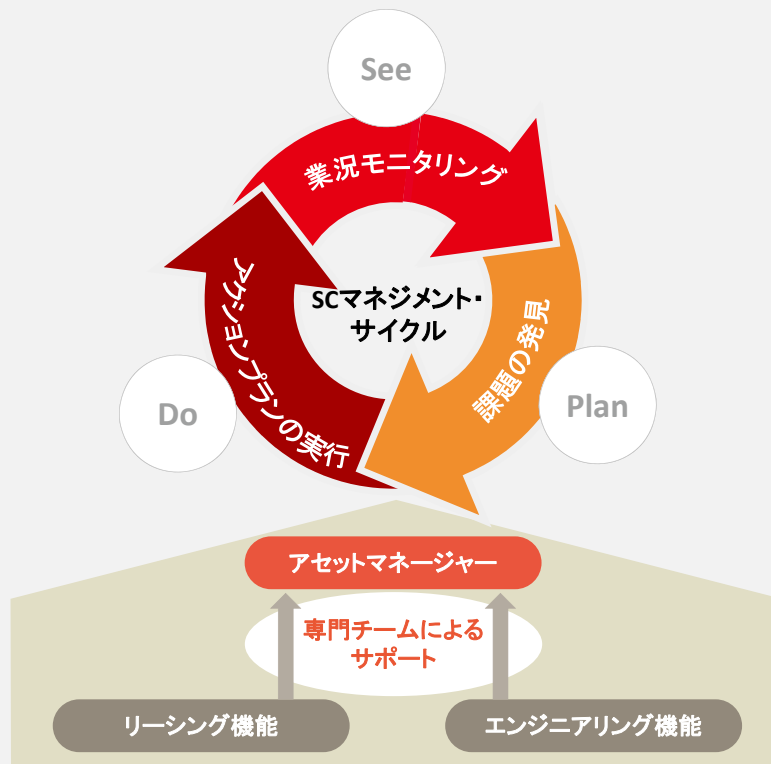 See
業況モニタリング
SCマネジメント・
サイクル
課題の発見
Plan
アクションプランの実行
Do
アセットマネージャー
専門チームによる
サポート
リーシング機能
エンジニアリング機能